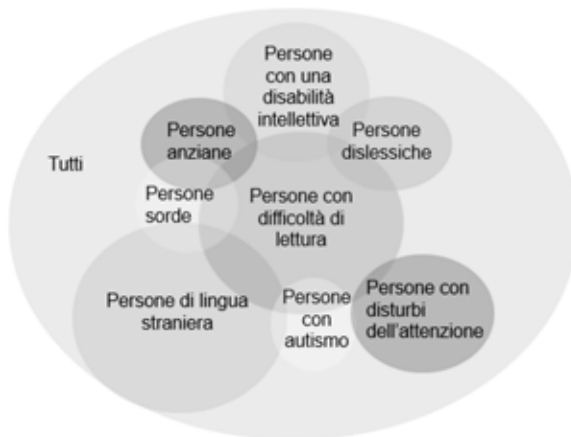 Persone
con una
disabilità
intellettiva
Persone
anziane
Persone
dislessiche
Tutti
Persone
sorde
Persone con
difficoltà di
lettura
Persone di lingua
straniera
Persone
con
autismo
Persone con
disturbi
dell'attenzione